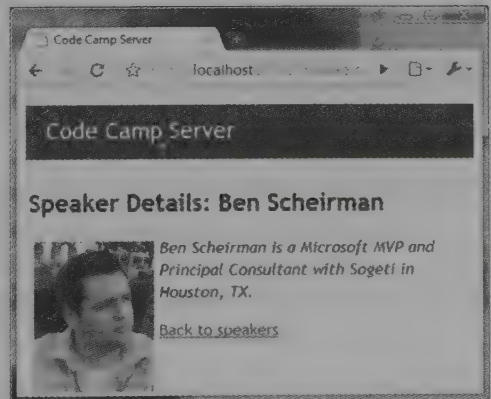 Code Camp Server
localhost
Code Camp Server
Speaker Details: Ben Scheirman
Ben Scheirman is a Microsoft MVP and
Principal Consultant with Sogeti in
Houston, TX.
Back to speakers